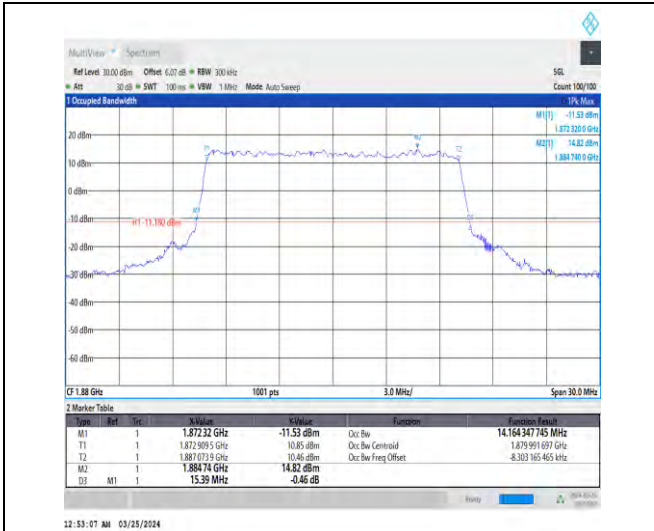 MultiView Spectrum
Ref Level 30.00 dBm Offset 6.07 dB RBW 300 kHz SGL
Att 30 dB SWT 100 ms VBW 1 MHz Mode Auto Sweep Count 100/100
1 Occupied Bandwidth 1Pk Max
M1[1] -11.53 dBm
1.872 320 0 GHz
M2[1] 14.82 dBm
1.884 740 0 GHz
20 dBm
10 dBm
0 dBm
-10 dBm
H1 -11.180 dBm
-20 dBm
-30 dBm
-40 dBm
-50 dBm
-60 dBm
T1
M2
T2
CF 1.88 GHz 1001 pts 3.0 MHz/ Span 30.0 MHz
2 Marker Table
Type Ref Trc X-Value Y-Value Function Function Result
M1 1 1.872 32 GHz -11.53 dBm Occ Bw 14.164 347 745 MHz
T1 1 1.872 909 5 GHz 10.85 dBm Occ Bw Centroid 1.879 991 697 GHz
T2 1 1.887 073 9 GHz 10.46 dBm Occ Bw Freq Offset -8.303 165 465 kHz
M2 1 1.884 74 GHz 14.82 dBm
D3 M1 1 15.39 MHz -0.46 dB
Ready
12:53:07 AM 03/25/2024